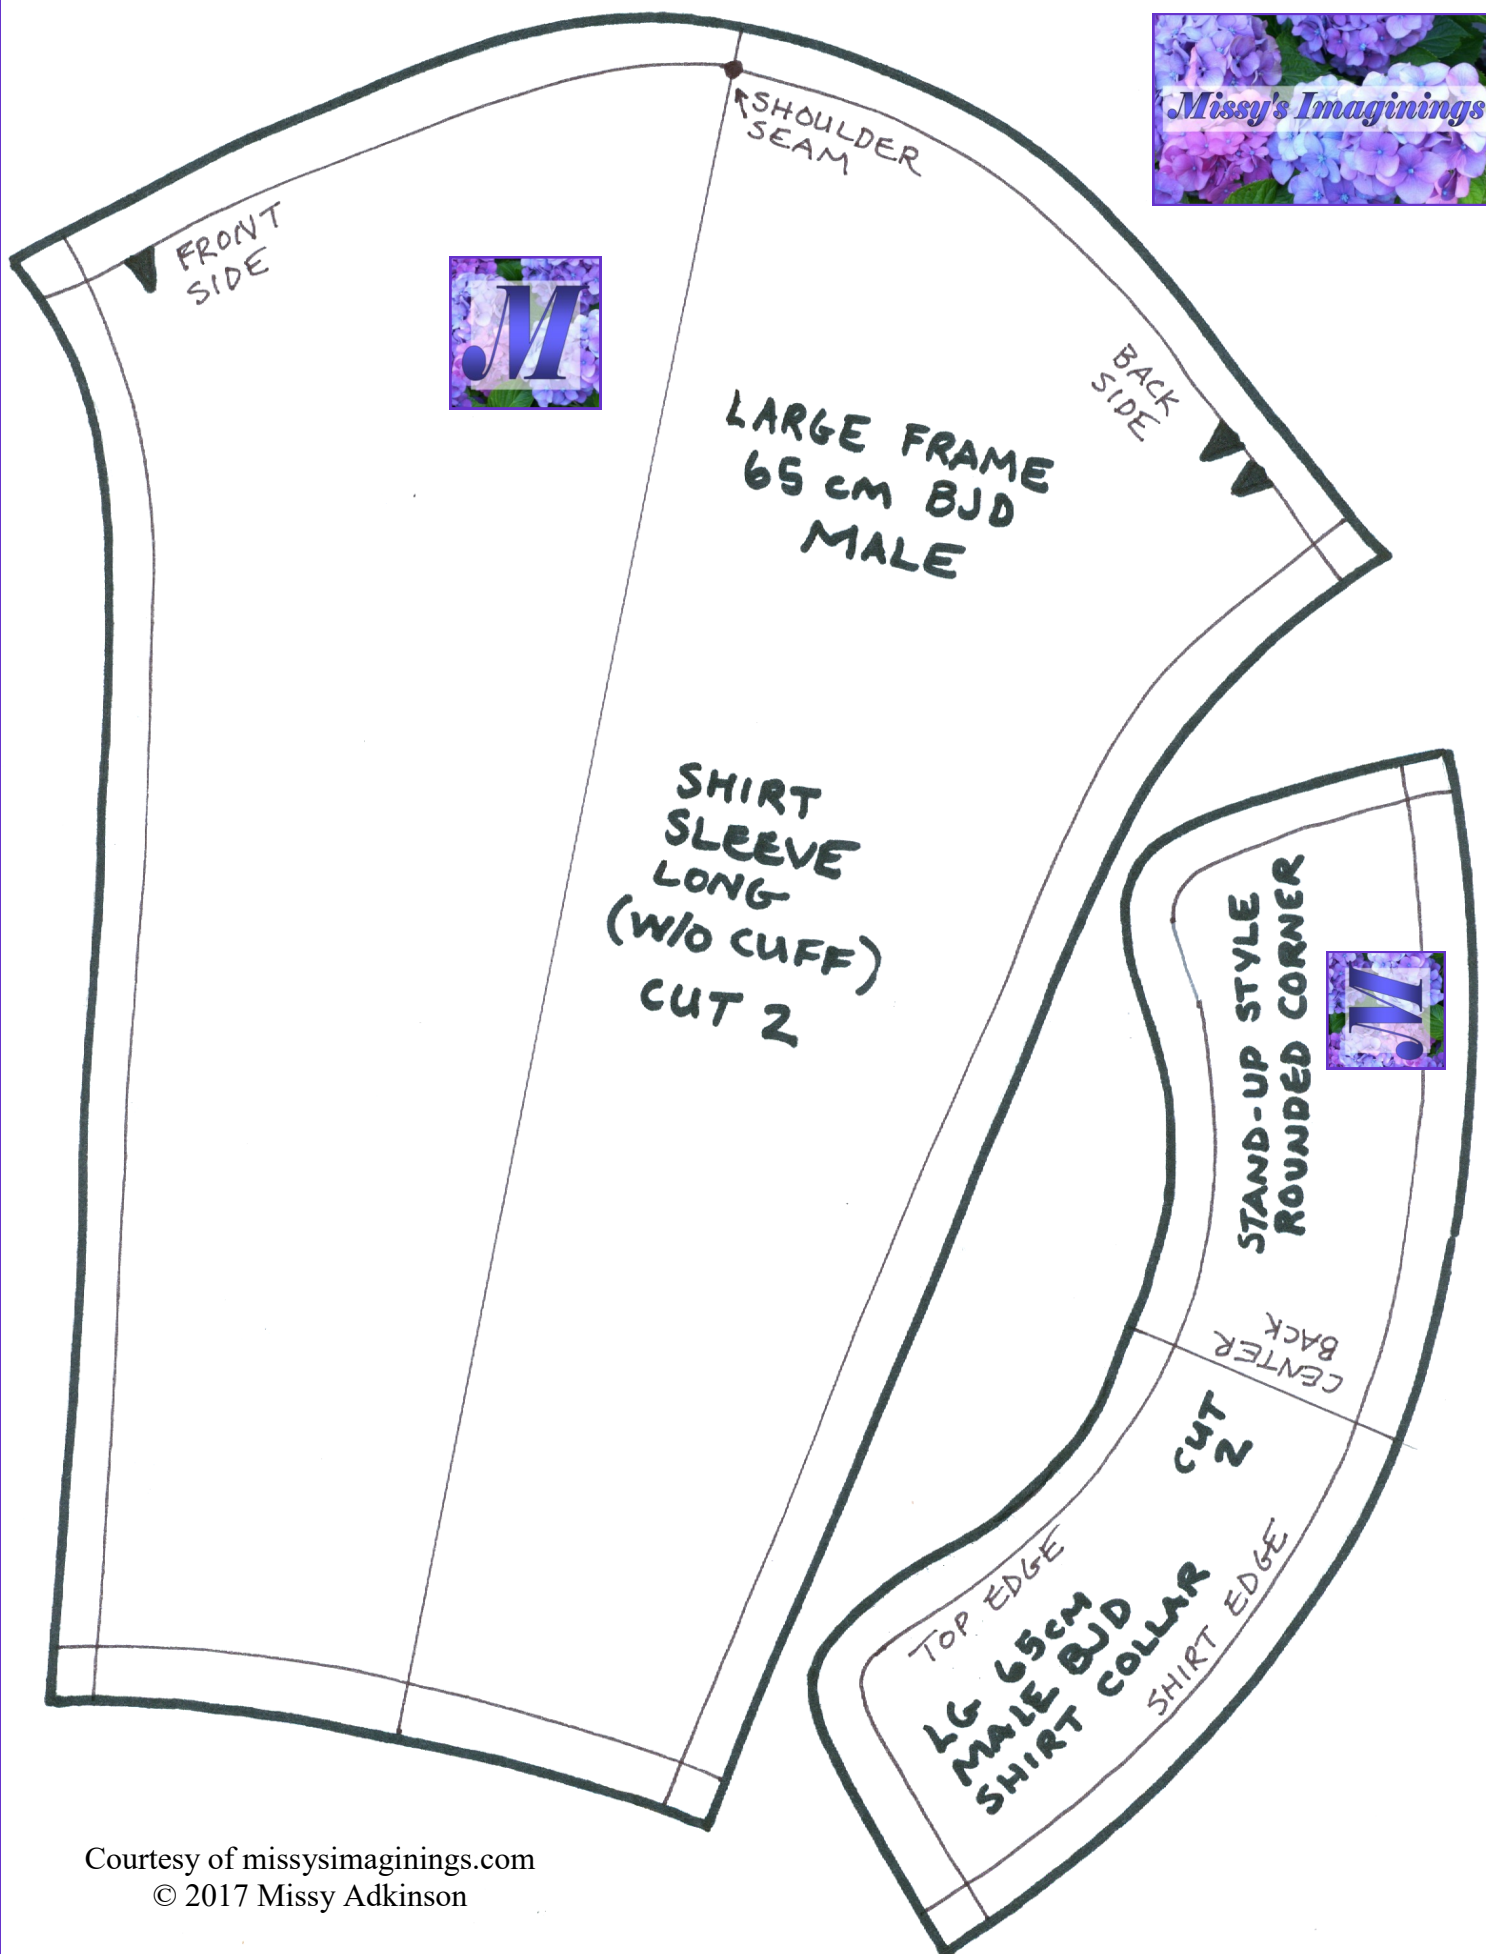 Missy's Imaginings
SHOULDER
SEAM
FRONT
SIDE
M
BACK
SIDE
LARGE FRAME
65 cm BJD
MALE
SHIRT
SLEEVE
LONG
(W/O CUFF)
CUT 2
STAND-UP STYLE
ROUNDED CORNER
M
CENTER
BACK
CUT
2
TOP EDGE
LG 65cm
MALE BJD
SHIRT COLLAR
SHIRT EDGE
Courtesy of missysimaginings.com
© 2017 Missy Adkinson